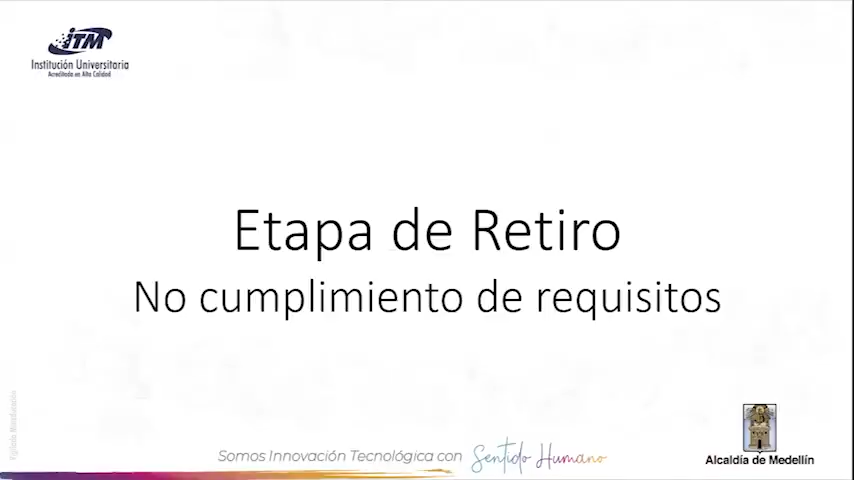 iTM
Institución Universitaria
Acreditada en Alta Calidad
Etapa de Retiro
No cumplimiento de requisitos
Somos Innovación Tecnológica con Sentido Humano
Alcaldía de Medellín